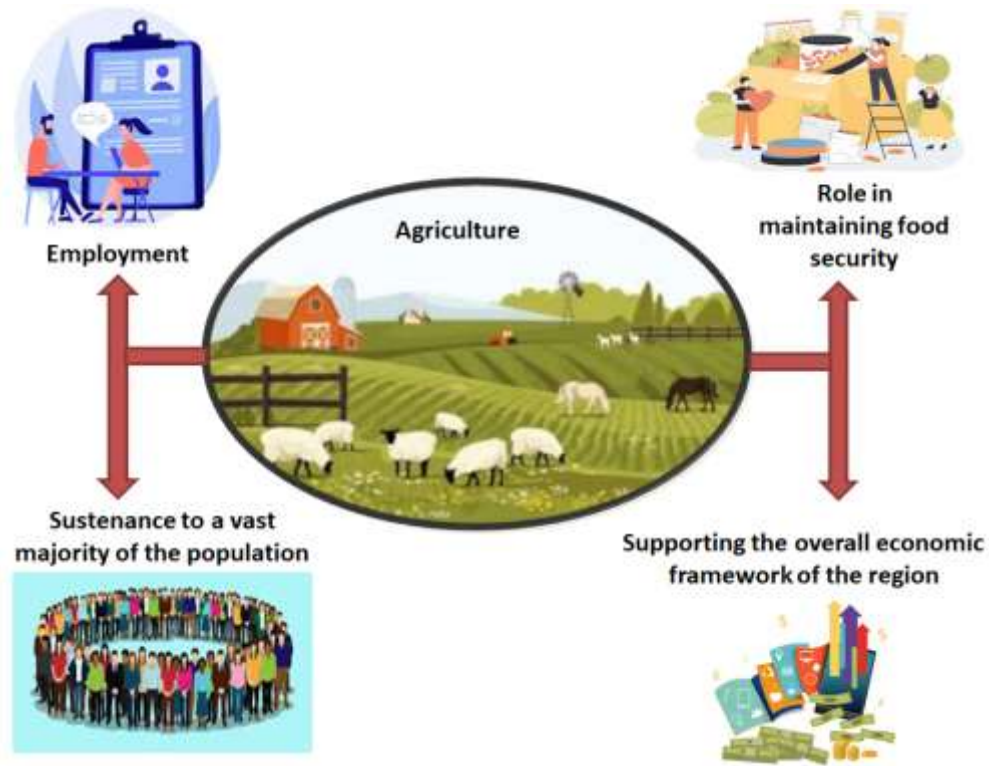 Employment
Agriculture
Role in
maintaining food
security
Sustenance to a vast
majority of the population
Supporting the overall economic
framework of the region